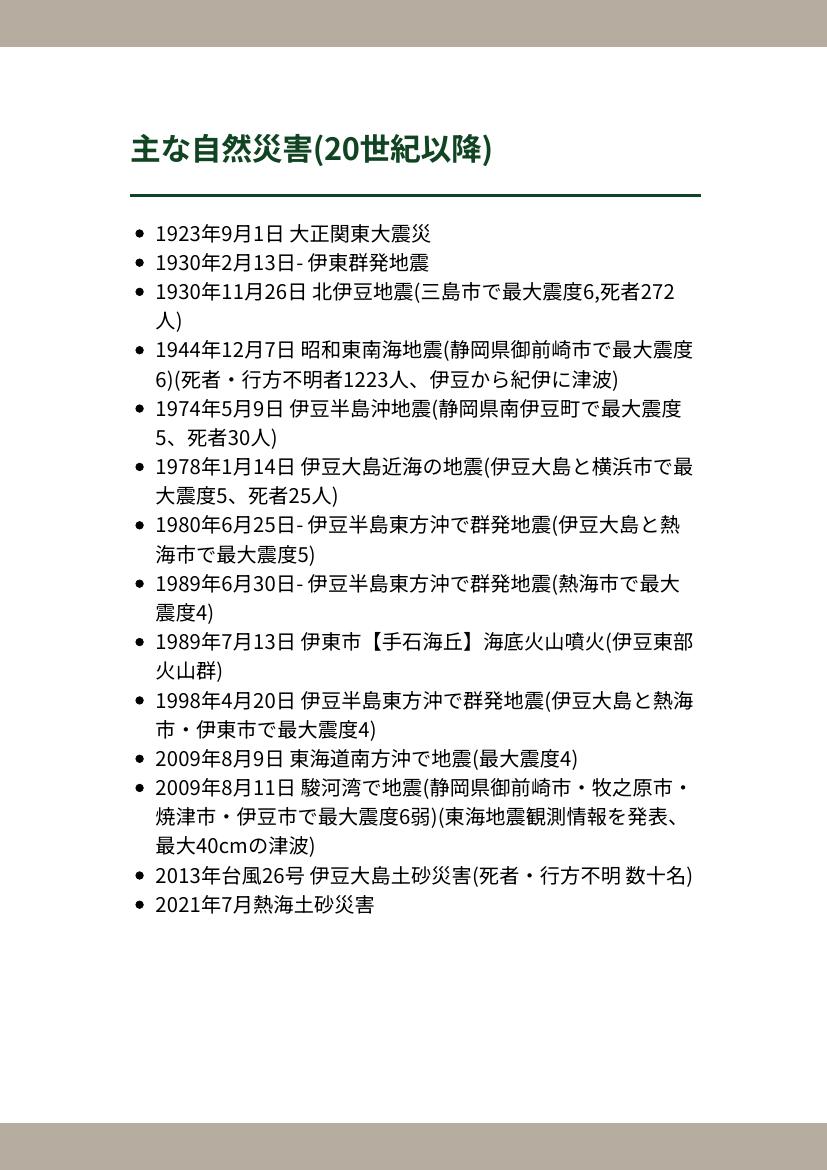 主な自然災害(20世紀以降)
● 1923年9月1日 大正関東大震災
● 1930年2月13日- 伊東群発地震
● 1930年11月26日 北伊豆地震(三島市で最大震度6,死者272
人)
● 1944年12月7日 昭和東南海地震(静岡県御前崎市で最大震度
6)(死者・行方不明者1223人、伊豆から紀伊に津波)
● 1974年5月9日 伊豆半島沖地震(静岡県南伊豆町で最大震度
5、死者30人)
● 1978年1月14日 伊豆大島近海の地震(伊豆大島と横浜市で最
大震度5、死者25人)
● 1980年6月25日- 伊豆半島東方沖で群発地震(伊豆大島と熱
海市で最大震度5)
● 1989年6月30日- 伊豆半島東方沖で群発地震(熱海市で最大
震度4)
● 1989年7月13日 伊東市【手石海丘】海底火山噴火(伊豆東部
火山群)
● 1998年4月20日 伊豆半島東方沖で群発地震(伊豆大島と熱海
市・伊東市で最大震度4)
● 2009年8月9日 東海道南方沖で地震(最大震度4)
● 2009年8月11日 駿河湾で地震(静岡県御前崎市・牧之原市・
焼津市・伊豆市で最大震度6弱)(東海地震観測情報を発表、
最大40cmの津波)
● 2013年台風26号 伊豆大島土砂災害(死者・行方不明 数十名)
● 2021年7月熱海土砂災害